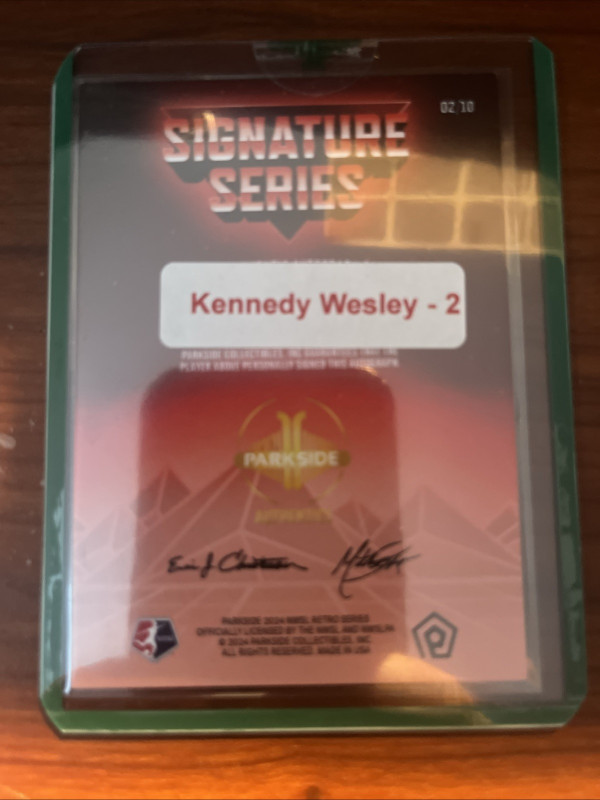 02/10
SIGNATURE
SERIES
Kennedy Wesley - 2
PARKSIDE COLLECTIBLES, INC GUARANTEES THAT THE
PLAYER ABOVE PERSONALLY SIGNED THIS AUTOGRAPH
PARKSIDE
AUTHENTIC
PARKSIDE 2024 NWSL RETRO SERIES
OFFICIALLY LICENSED BY THE NWSL AND NWSLPA
© 2024 PARKSIDE COLLECTIBLES, INC
ALL RIGHTS RESERVED. MADE IN USA